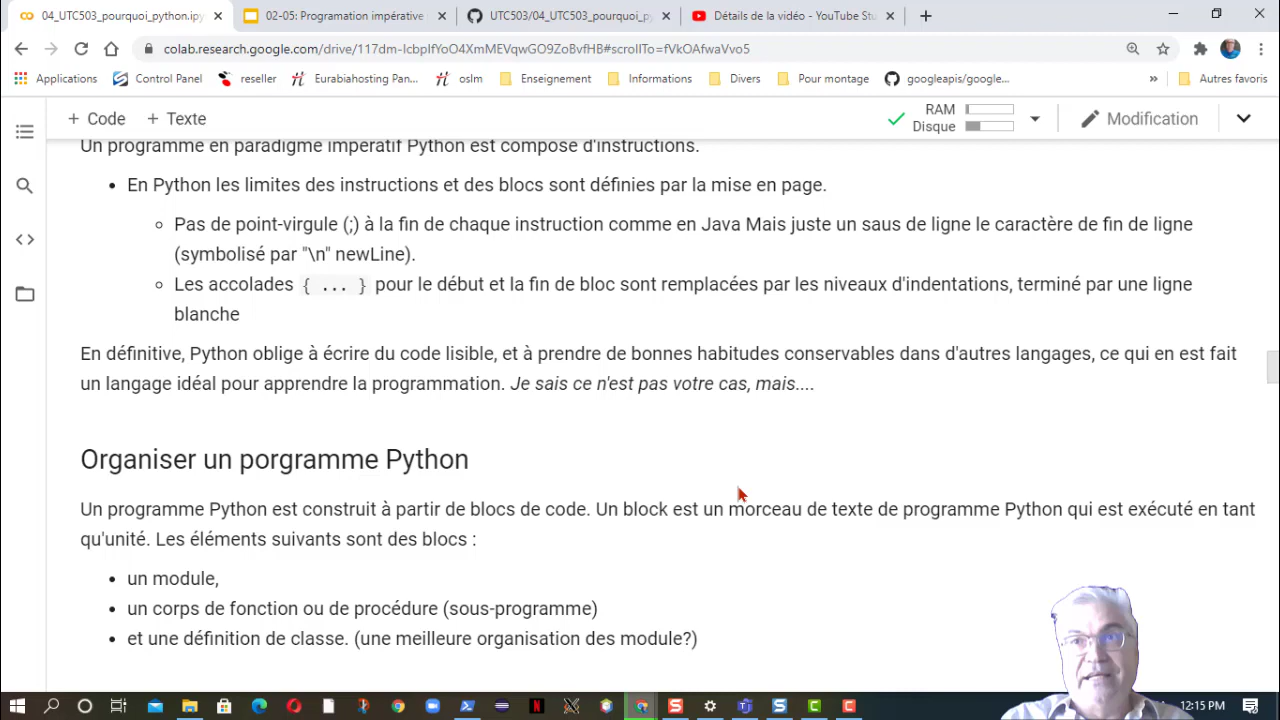 04_UTC503_pourquoi_python.ipy
02-05: Programation impérative
UTC503/04_UTC503_pourquoi_py
Détails de la vidéo - YouTube Stu
colab.research.google.com/drive/117dm-IcbpIfYoO4XmMEVqwGO9ZoBvfHB#scrollTo=fVkOAfwaVvo5
Applications
Control Panel
reseller
Eurabiahosting Pan...
oslm
Enseignement
Informations
Divers
Pour montage
googleapis/google...
»
Autres favoris
+ Code + Texte
RAM
Disque
Modification
Un programme en paradigme impératif Python est composé d'instructions.
• En Python les limites des instructions et des blocs sont définies par la mise en page.
Pas de point-virgule (;) à la fin de chaque instruction comme en Java Mais juste un saus de ligne le caractère de fin de ligne
(symbolisé par "\n" newLine).
Les accolades { ... } pour le début et la fin de bloc sont remplacées par les niveaux d'indentations, terminé par une ligne
blanche
En définitive, Python oblige à écrire du code lisible, et à prendre de bonnes habitudes conservables dans d'autres langages, ce qui en est fait
un langage idéal pour apprendre la programmation. Je sais ce n'est pas votre cas, mais....
Organiser un porgramme Python
Un programme Python est construit à partir de blocs de code. Un block est un morceau de texte de programme Python qui est exécuté en tant
qu'unité. Les éléments suivants sont des blocs :
• un module,
• un corps de fonction ou de procédure (sous-programme)
• et une définition de classe. (une meilleure organisation des module?)
12:15 PM